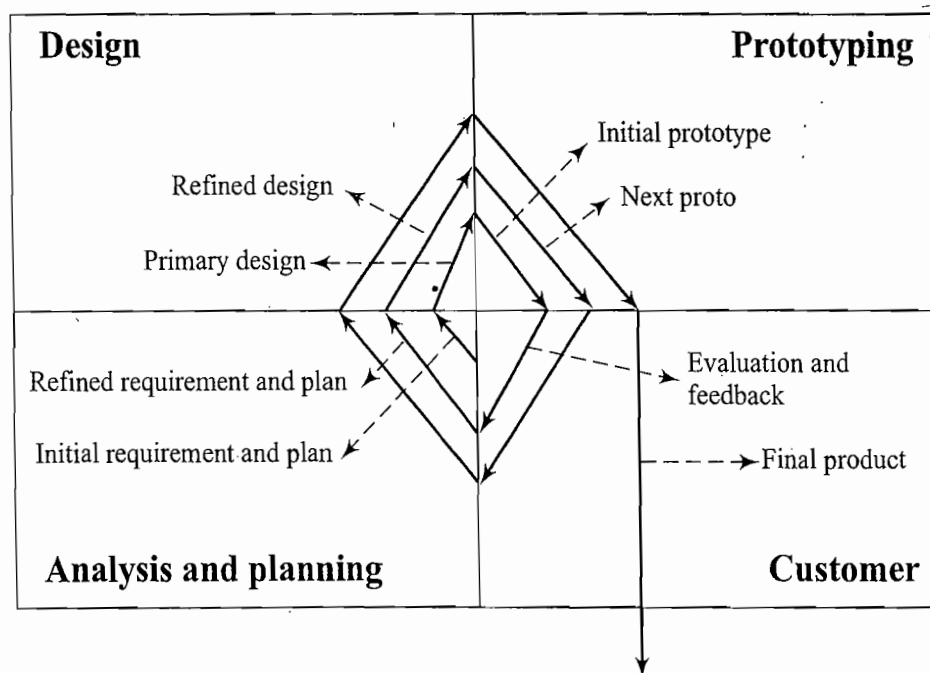 Design
Prototyping
Initial prototype
Refined design
Next proto
Primary design
Refined requirement and plan
Evaluation and
feedback
Initial requirement and plan
Final product
Analysis and planning
Customer